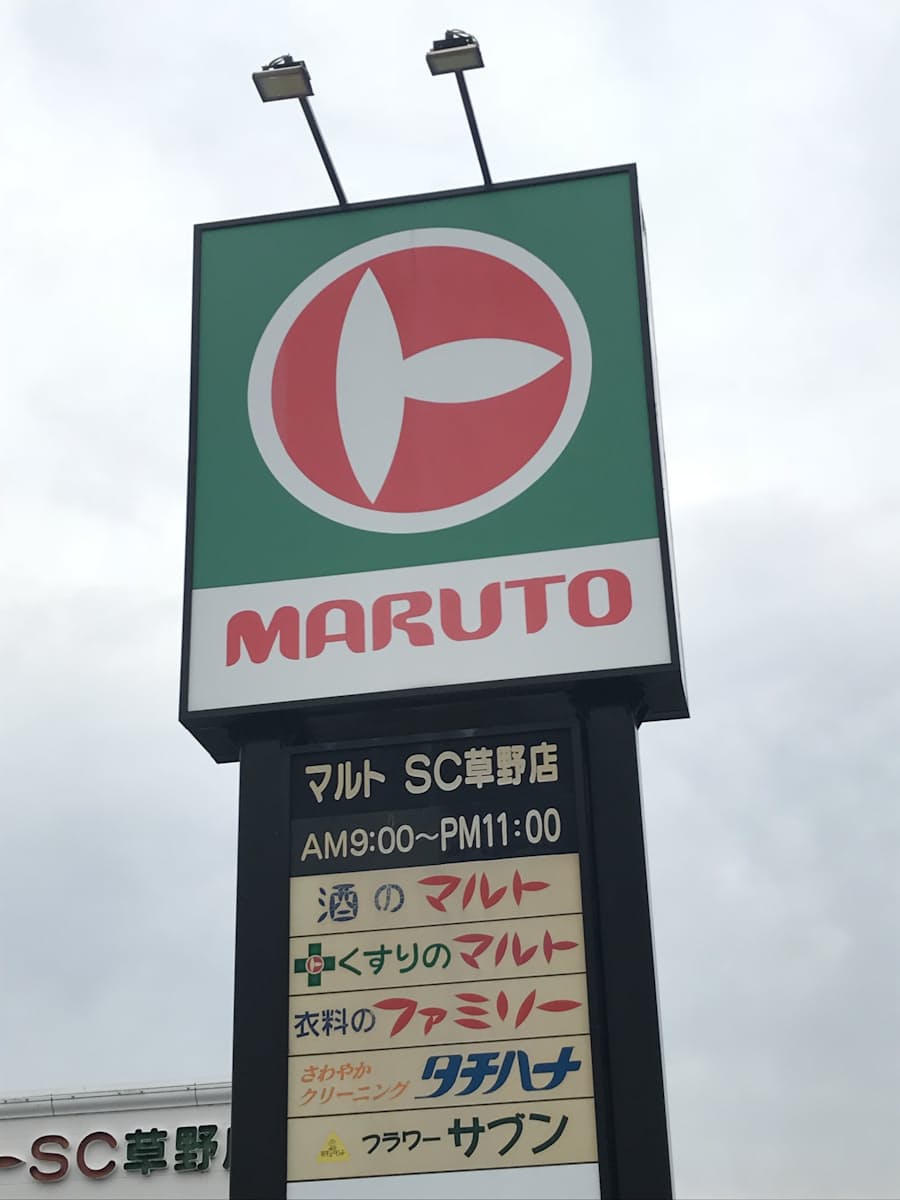 MARUTO
マルト SC草野店
AM9:00～PM11:00
酒のマルト
くすりのマルト
衣料のファミリー
さわやか
クリーニング タチハナ
フラワーサブン
SC草野